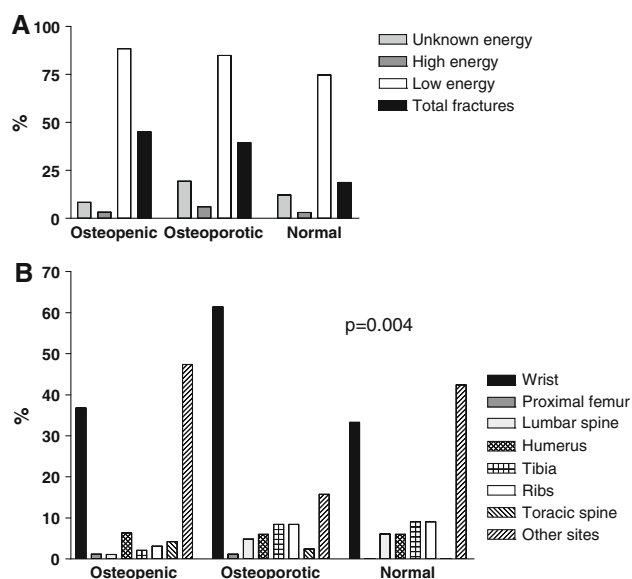 A
100
75
50
25
0
%
Unknown energy
High energy
Low energy
Total fractures
Osteopenic Osteoporotic Normal
B
70
60
50
40
30
20
10
0
%
p=0.004
Wrist
Proximal femur
Lumbar spine
Humerus
Tibia
Ribs
Toracic spine
Other sites
Osteopenic Osteoporotic Normal